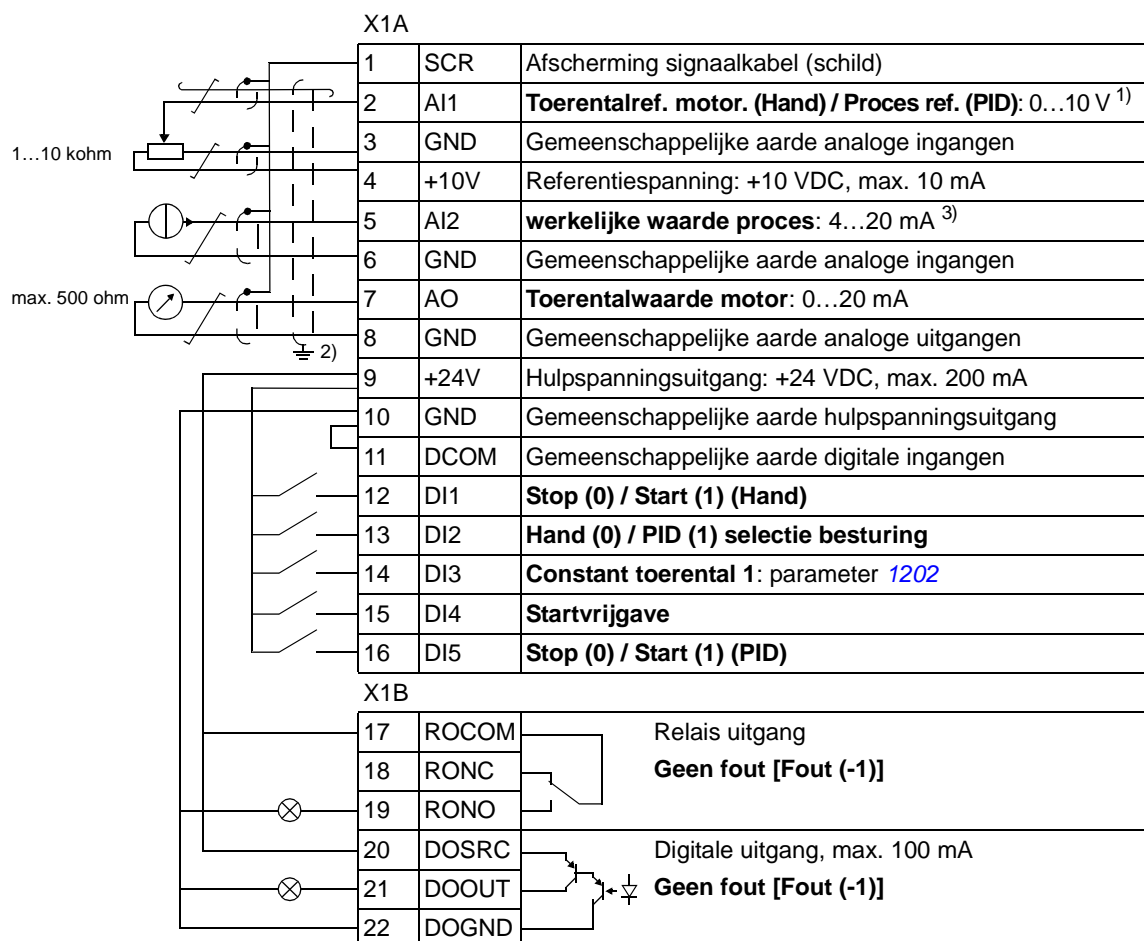 X1A
1 SCR Afscherming signaalkabel (schild)
2 AI1 Toerentalref. motor. (Hand) / Proces ref. (PID): 0…10 V 1)
1…10 kohm
3 GND Gemeenschappelijke aarde analoge ingangen
4 +10V Referentiespanning: +10 VDC, max. 10 mA
5 AI2 werkelijke waarde proces: 4…20 mA 3)
6 GND Gemeenschappelijke aarde analoge ingangen
max. 500 ohm
7 AO Toerentalwaarde motor: 0…20 mA
8 GND Gemeenschappelijke aarde analoge uitgangen
2)
9 +24V Hulpspanningsuitgang: +24 VDC, max. 200 mA
10 GND Gemeenschappelijke aarde hulpspanningsuitgang
11 DCOM Gemeenschappelijke aarde digitale ingangen
12 DI1 Stop (0) / Start (1) (Hand)
13 DI2 Hand (0) / PID (1) selectie besturing
14 DI3 Constant toerental 1: parameter 1202
15 DI4 Startvrijgave
16 DI5 Stop (0) / Start (1) (PID)
X1B
17 ROCOM Relais uitgang
18 RONC Geen fout [Fout (-1)]
19 RONO
20 DOSRC Digitale uitgang, max. 100 mA
21 DOOUT Geen fout [Fout (-1)]
22 DOGND